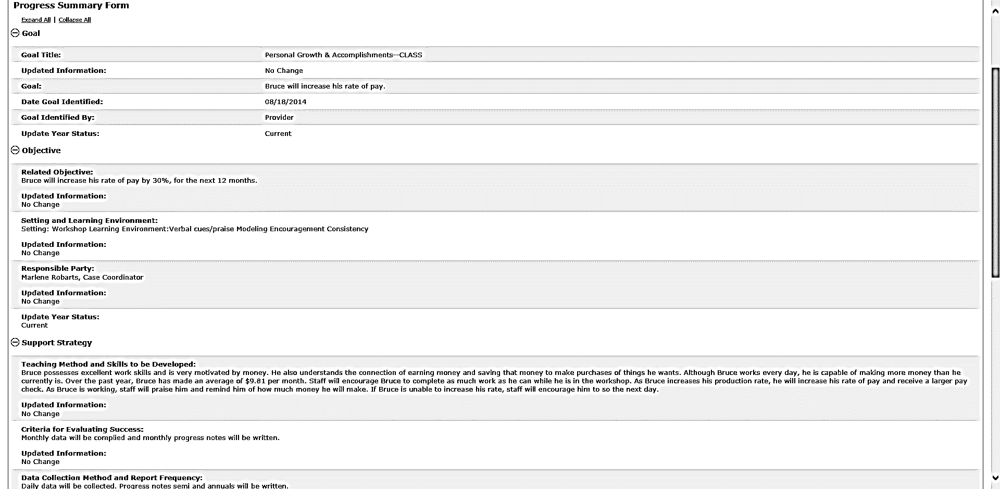 Progress Summary Form
Expand All | Collapse All
Goal
Goal Title: Personal Growth & Accomplishments--CLASS
Updated Information: No Change
Goal: Bruce will increase his rate of pay.
Date Goal Identified: 08/18/2014
Goal Identified By: Provider
Update Year Status: Current
Objective
Related Objective:
Bruce will increase his rate of pay by 30%, for the next 12 months.
Updated Information:
No Change
Setting and Learning Environment:
Setting: Workshop Learning Environment:Verbal cues/praise Modeling Encouragement Consistency
Updated Information:
No Change
Responsible Party:
Marlene Robarts, Case Coordinator
Updated Information:
No Change
Update Year Status:
Current
Support Strategy
Teaching Method and Skills to be Developed:
Bruce possesses excellent work skills and is very motivated by money. He also understands the connection of earning money and saving that money to make purchases of things he wants. Although Bruce works every day, he is capable of making more money than he
currently is. Over the past year, Bruce has made an average of $9.81 per month. Staff will encourage Bruce to complete as much work as he can while he is in the workshop. As Bruce increases his production rate, he will increase his rate of pay and receive a larger pay
check. As Bruce is working, staff will praise him and remind him of how much money he will make. If Bruce is unable to increase his rate, staff will encourage him to so the next day.
Updated Information:
No Change
Criteria for Evaluating Success:
Monthly data will be complied and monthly progress notes will be written.
Updated Information:
No Change
Data Collection Method and Report Frequency:
Daily data will be collected. Progress notes semi and annuals will be written.